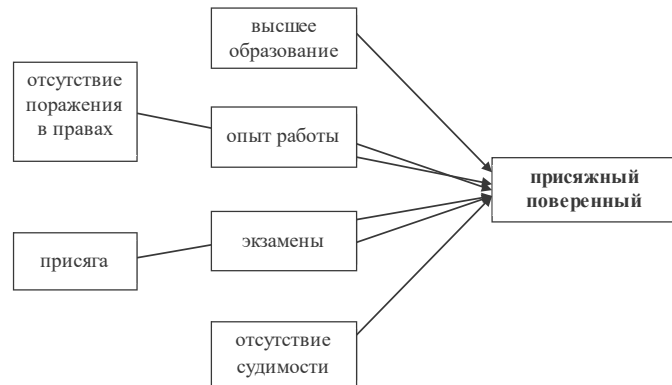 высшее
образование
отсутствие
поражения
в правах
опыт работы
присяжный
поверенный
присяга
экзамены
отсутствие
судимости